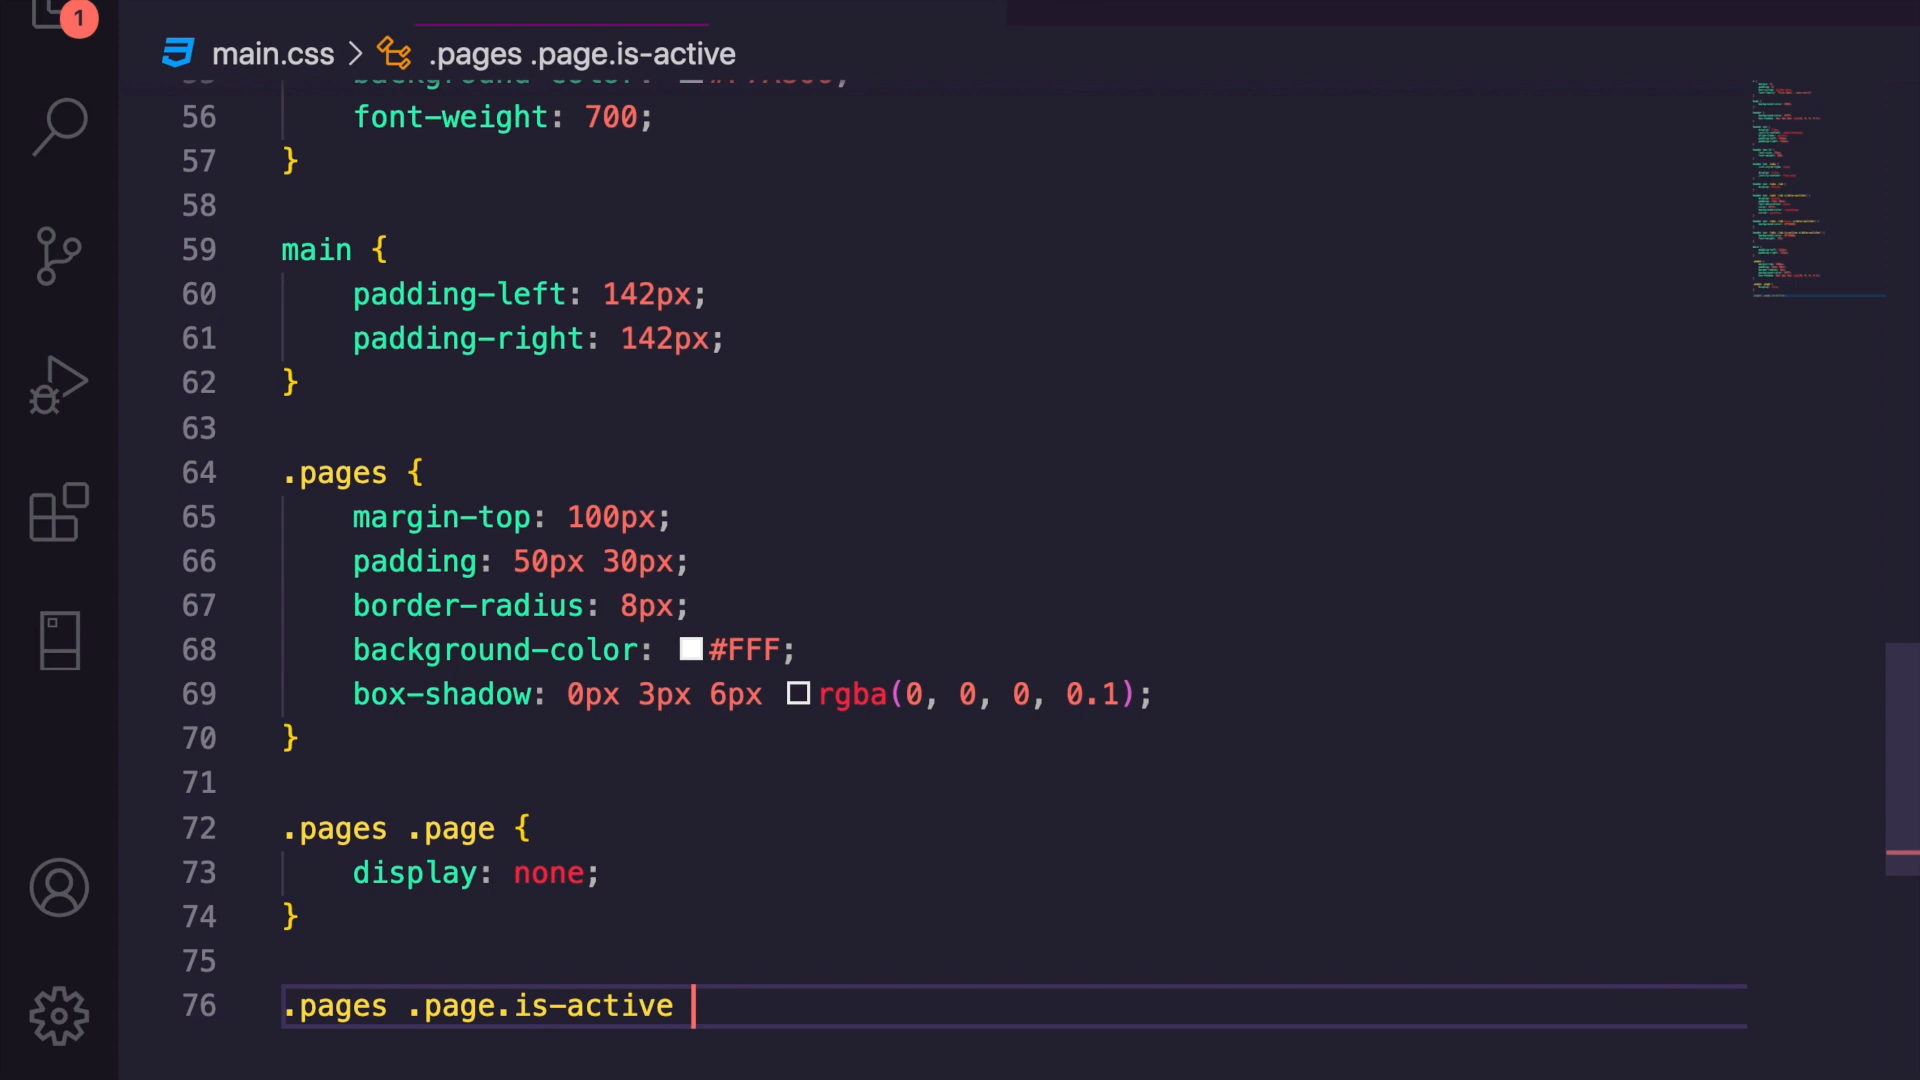 1
main.css > .pages .page.is-active
background-color:
56 font-weight: 700;
57 }
58
59 main {
60 padding-left: 142px;
61 padding-right: 142px;
62 }
63
64 .pages {
65 margin-top: 100px;
66 padding: 50px 30px;
67 border-radius: 8px;
68 background-color: #FFF;
69 box-shadow: 0px 3px 6px rgba(0, 0, 0, 0.1);
70 }
71
72 .pages .page {
73 display: none;
74 }
75
76 .pages .page.is-active